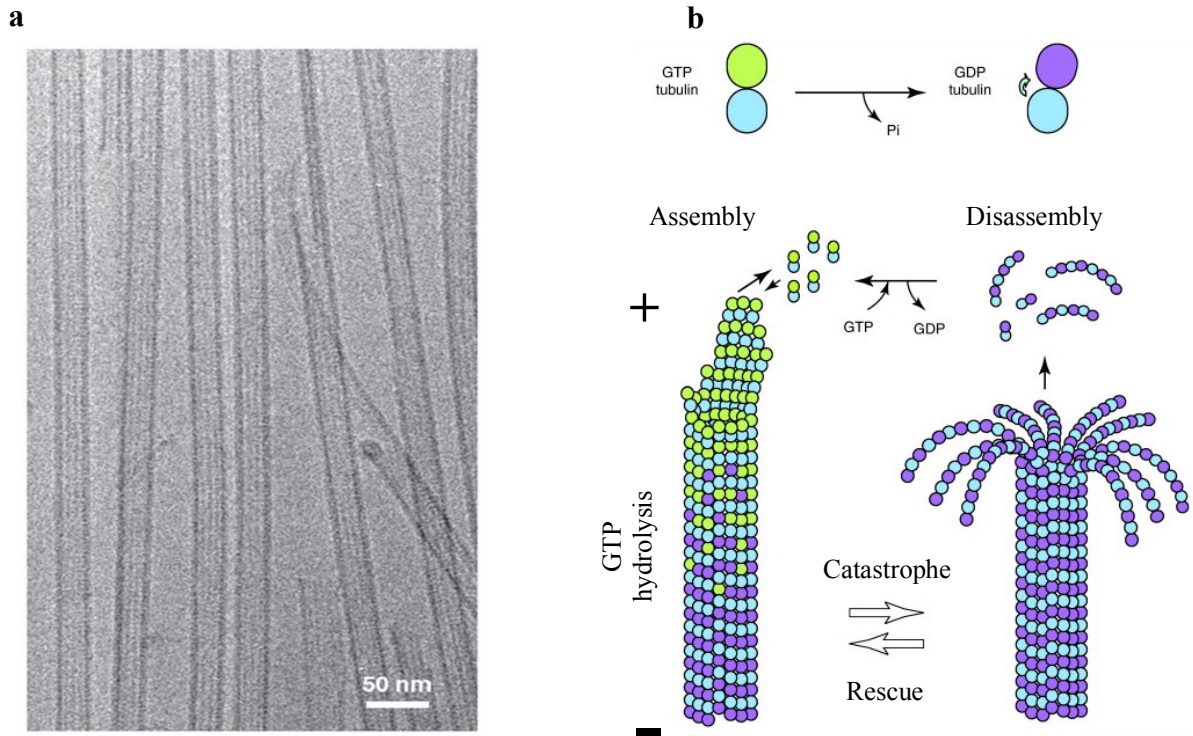 a
50 nm
b
GTP
tubulin
Pi
GDP
tubulin
Assembly
Disassembly
+
GTP
GDP
GTP
hydrolysis
Catastrophe
Rescue
-